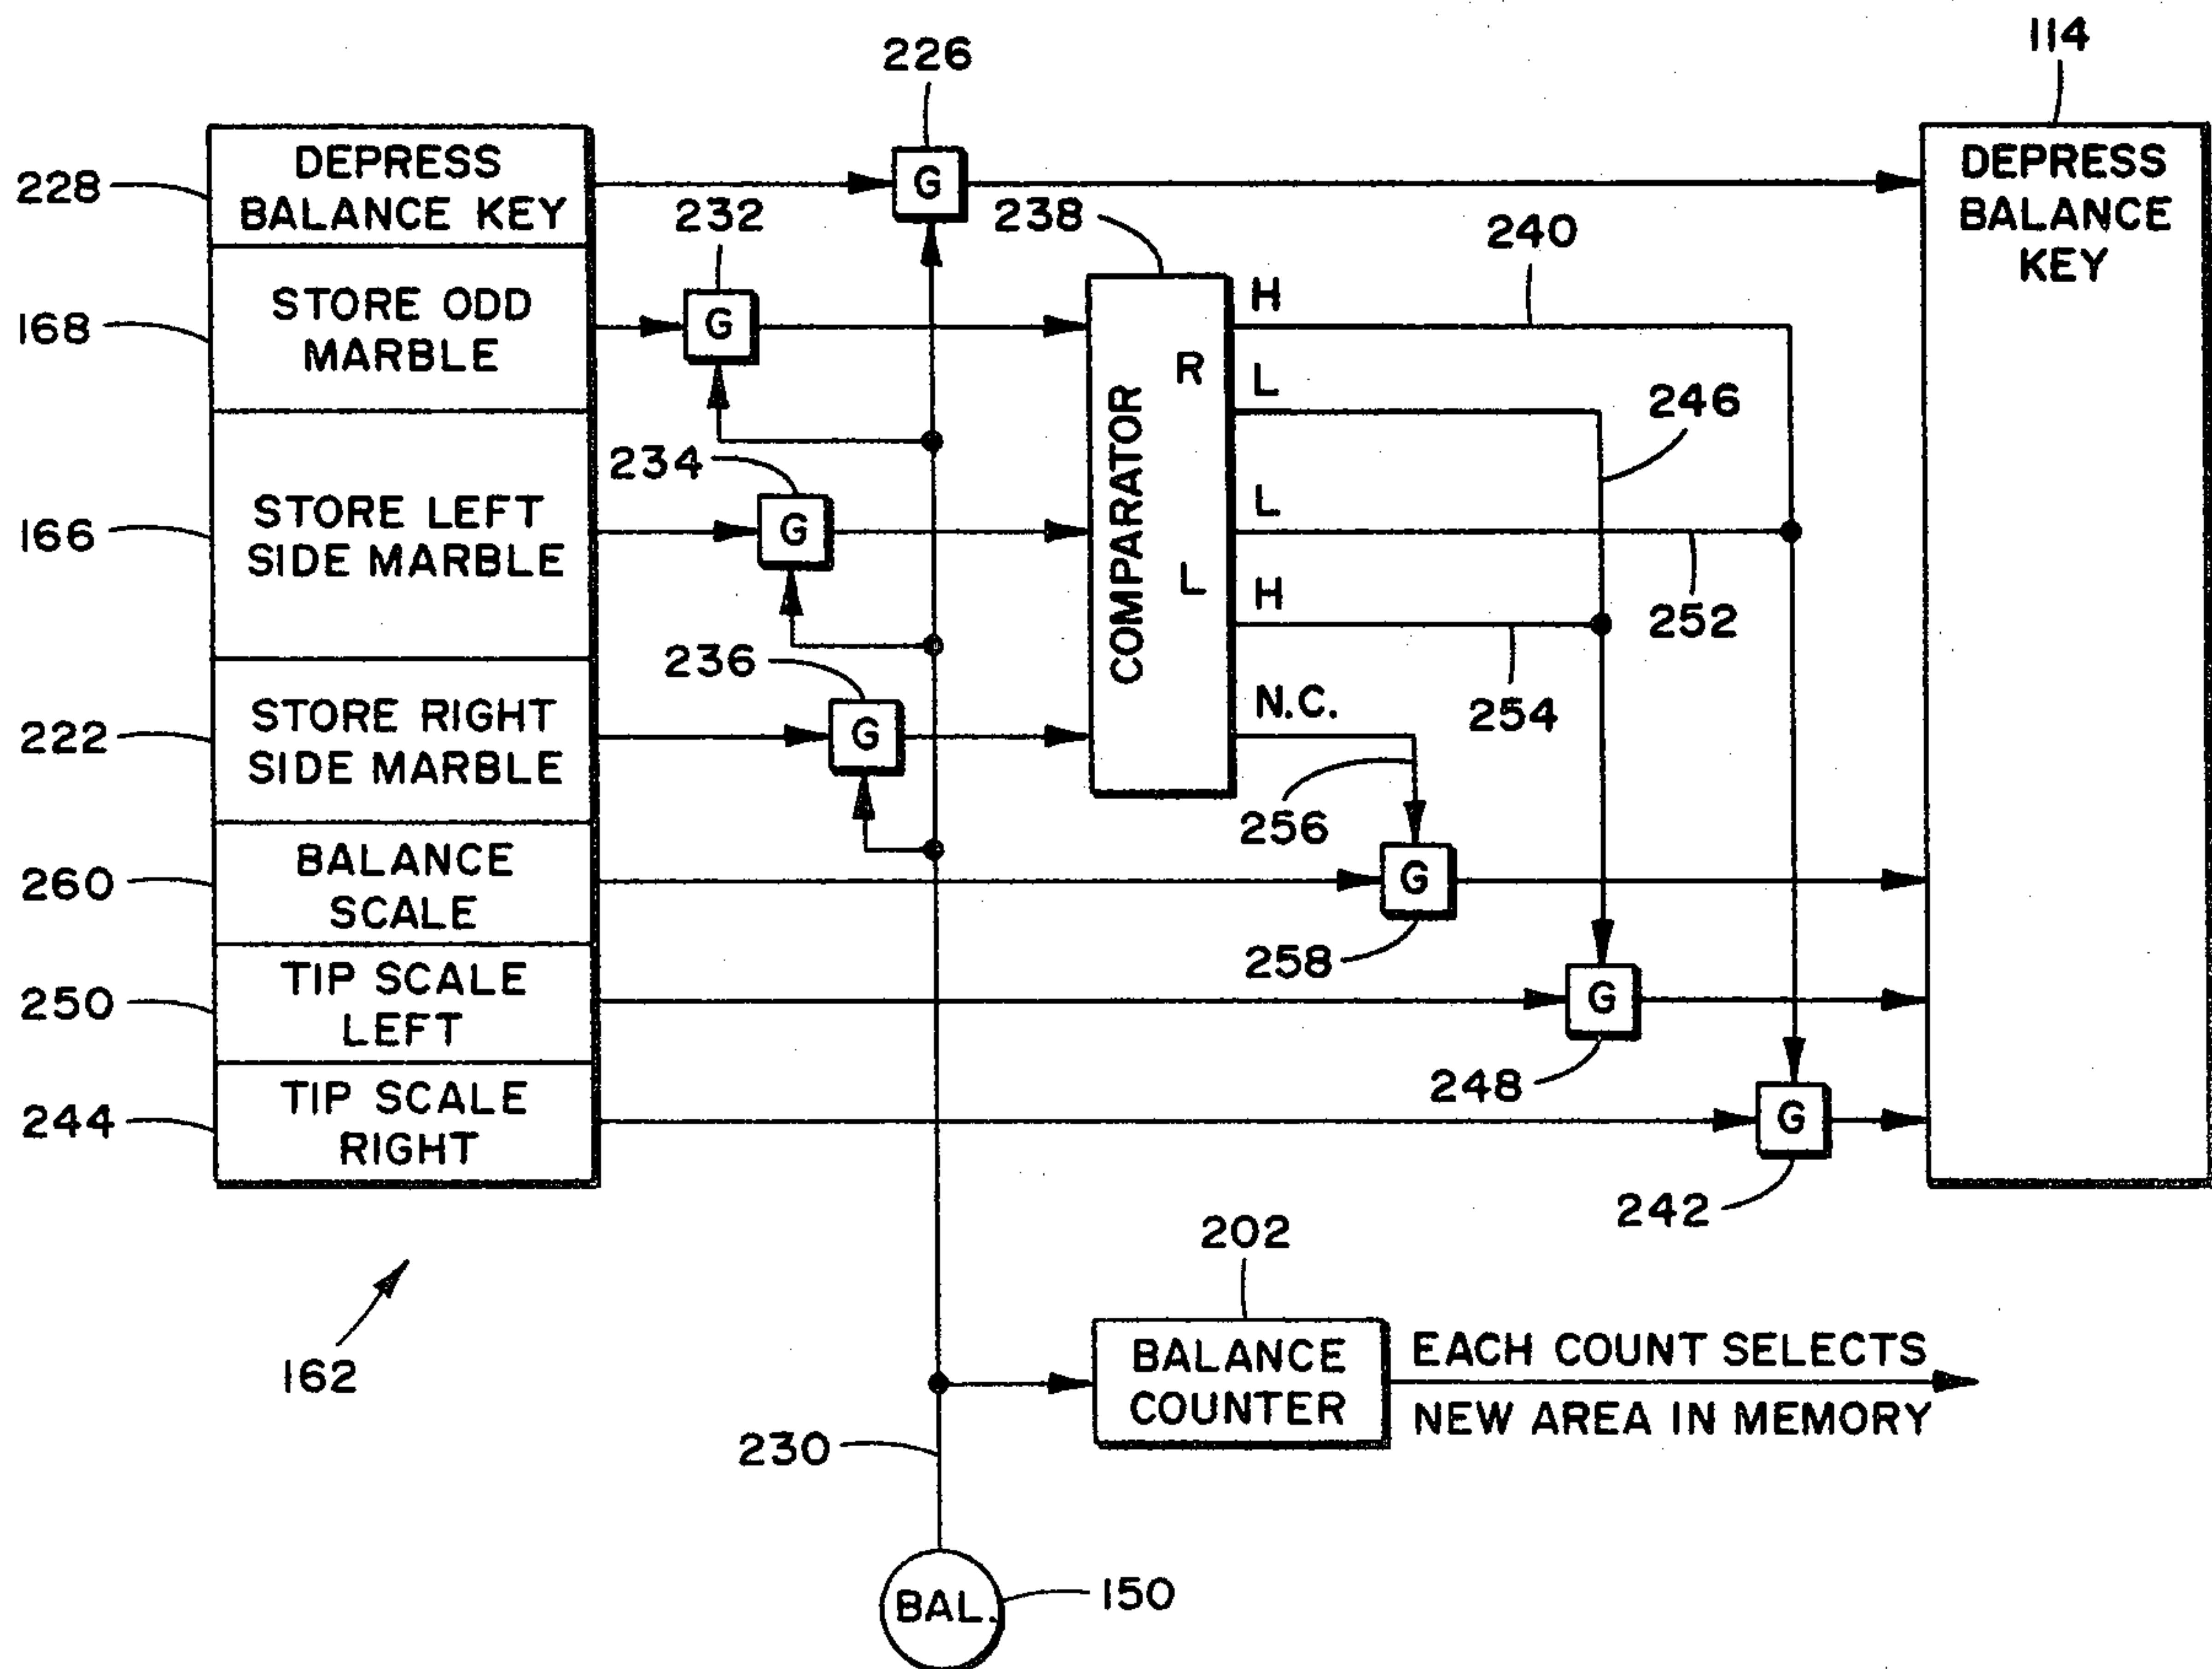 226
114
DEPRESS
BALANCE KEY
228
232
238
240
G
DEPRESS
BALANCE
KEY
STORE ODD
MARBLE
168
G
H
R
L
246
234
COMPARATOR
STORE LEFT
SIDE MARBLE
166
G
L
L
H
252
236
254
STORE RIGHT
SIDE MARBLE
222
G
N.C.
256
BALANCE
SCALE
260
G
258
TIP SCALE
LEFT
250
G
248
TIP SCALE
RIGHT
244
G
242
202
162
BALANCE
COUNTER
EACH COUNT SELECTS
NEW AREA IN MEMORY
230
BAL.
150